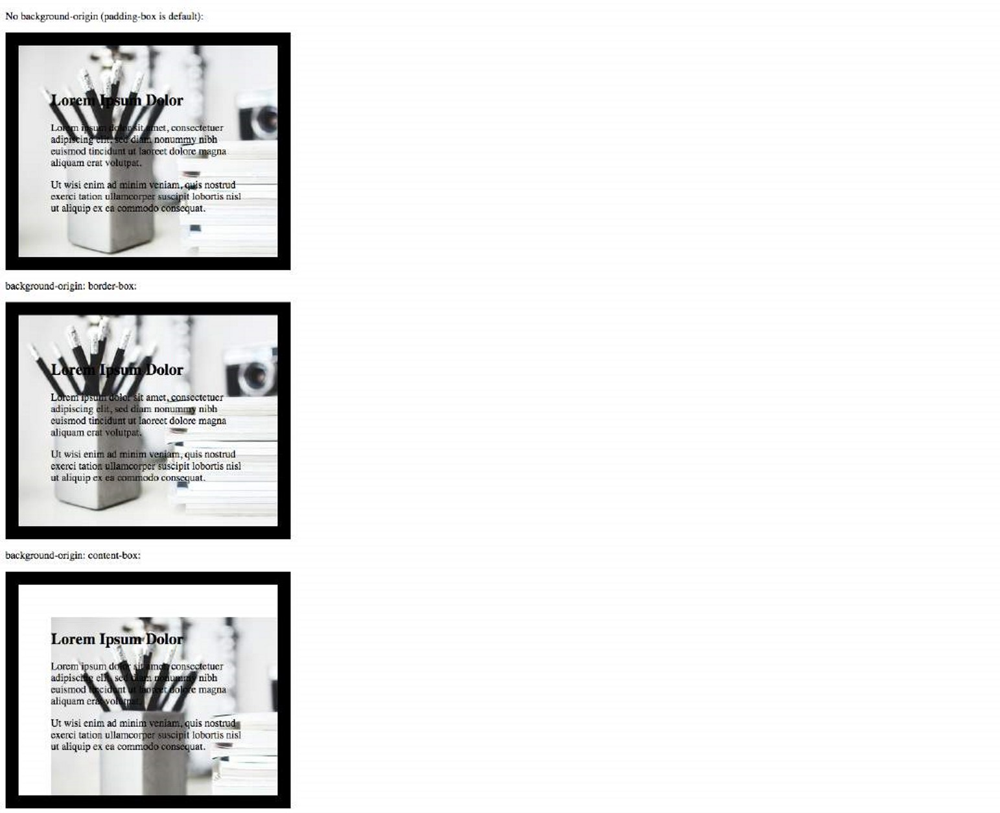 No background-origin (padding-box is default):
Lorem Ipsum Dolor
Lorem ipsum dolor sit amet, consectetuer
adipiscing elit, sed diam nonummy nibh
euismod tincidunt ut laoreet dolore magna
aliquam erat volutpat.
Ut wisi enim ad minim veniam, quis nostrud
exerci tation ullamcorper suscipit lobortis nisl
ut aliquip ex ea commodo consequat.
background-origin: border-box:
Lorem Ipsum Dolor
Lorem ipsum dolor sit amet, consectetuer
adipiscing elit, sed diam nonummy nibh
euismod tincidunt ut laoreet dolore magna
aliquam erat volutpat.
Ut wisi enim ad minim veniam, quis nostrud
exerci tation ullamcorper suscipit lobortis nisl
ut aliquip ex ea commodo consequat.
background-origin: content-box:
Lorem Ipsum Dolor
Lorem ipsum dolor sit amet, consectetuer
adipiscing elit, sed diam nonummy nibh
euismod tincidunt ut laoreet dolore magna
aliquam erat volutpat.
Ut wisi enim ad minim veniam, quis nostrud
exerci tation ullamcorper suscipit lobortis nisl
ut aliquip ex ea commodo consequat.